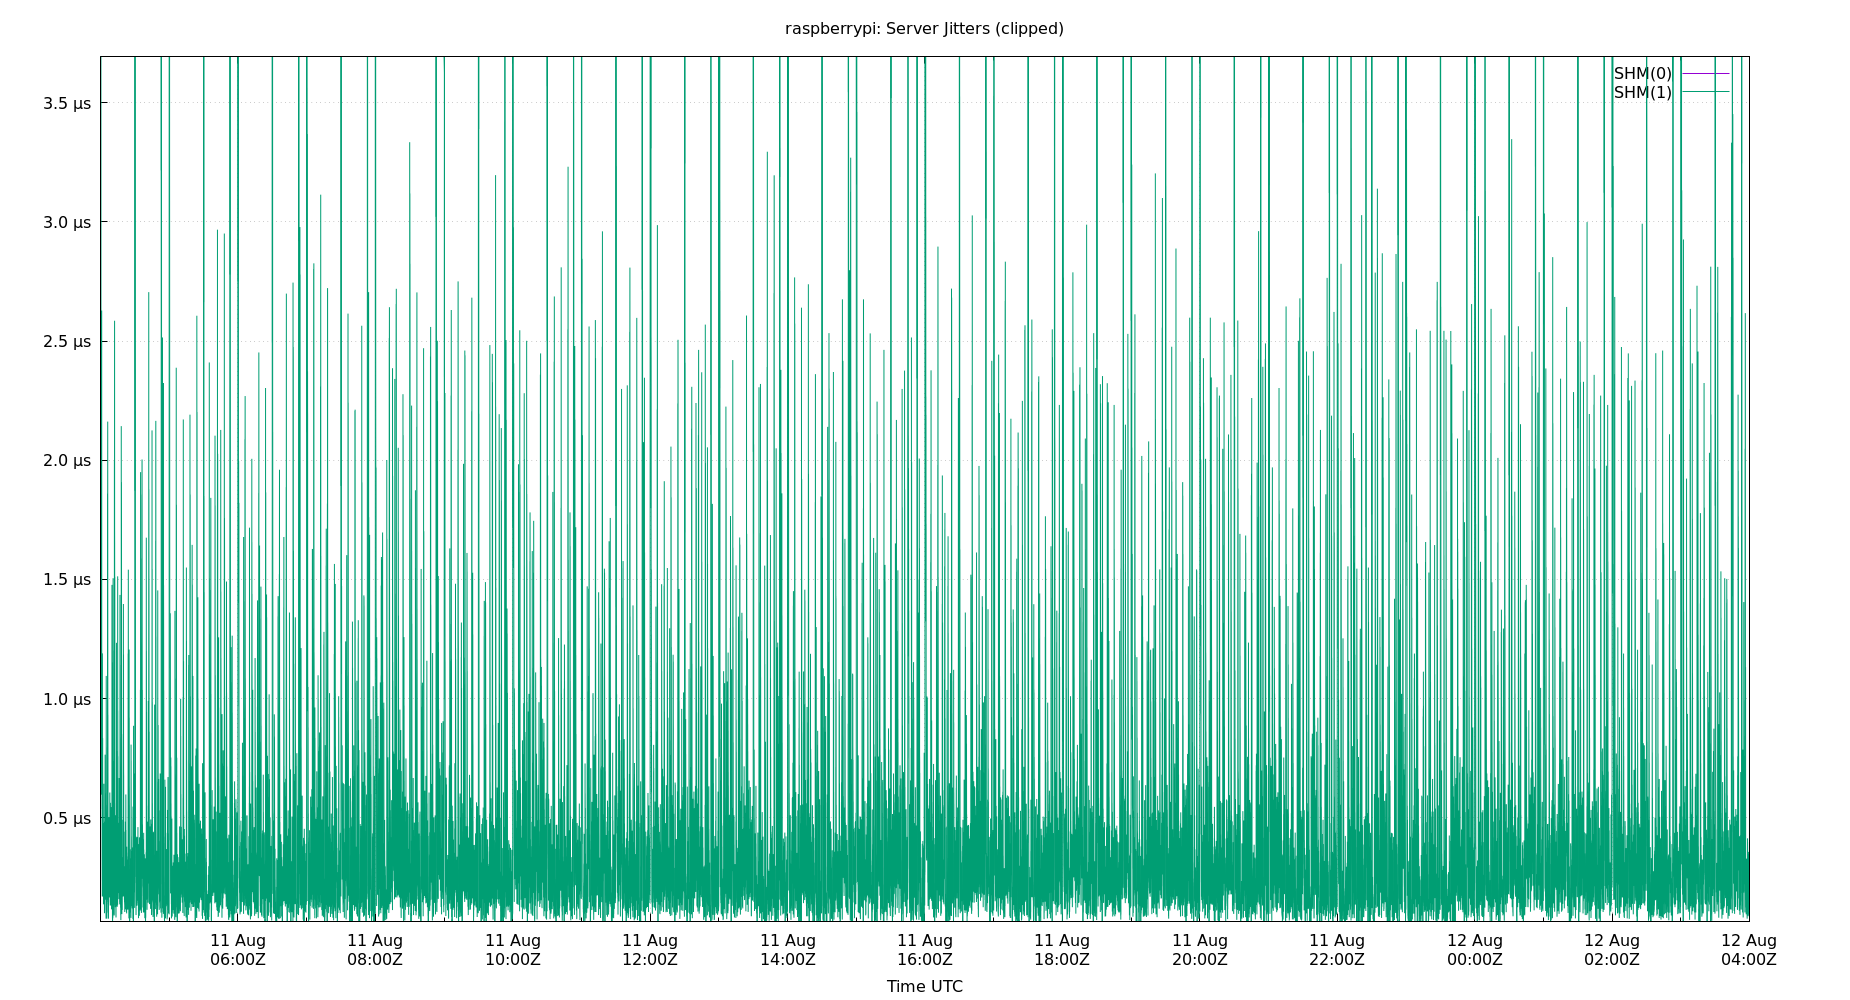 raspberrypi: Server Jitters (clipped)
SHM(0)
SHM(1)
3.5 µs
3.0 µs
2.5 µs
2.0 µs
1.5 µs
1.0 µs
0.5 µs
11 Aug 11 Aug 11 Aug 11 Aug 11 Aug 11 Aug 11 Aug 11 Aug 11 Aug 12 Aug 12 Aug 12 Aug
06:00Z 08:00Z 10:00Z 12:00Z 14:00Z 16:00Z 18:00Z 20:00Z 22:00Z 00:00Z 02:00Z 04:00Z
Time UTC